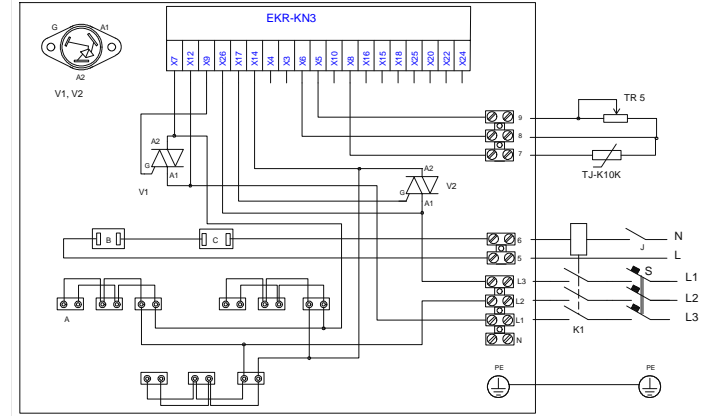 EKR-KN3
G
A1
A2
V1, V2
X7
X12
X9
X26
X17
X14
X4
X3
X6
X5
X10
X8
X16
X15
X18
X25
X20
X22
X24
TR 5
9
8
7
TJ-K10K
A2
G
A1
V1
A2
G
V2
A1
B
C
6
5
N
J
L
L3
S
L1
L2
L2
L1
L3
K1
N
A
PE
PE